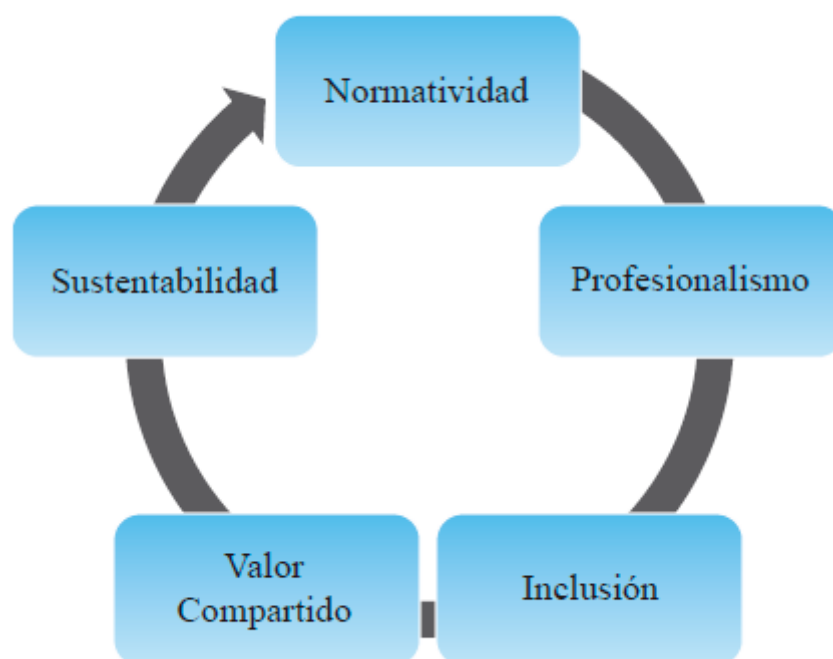 Normatividad
Profesionalismo
Inclusión
Valor
Compartido
Sustentabilidad